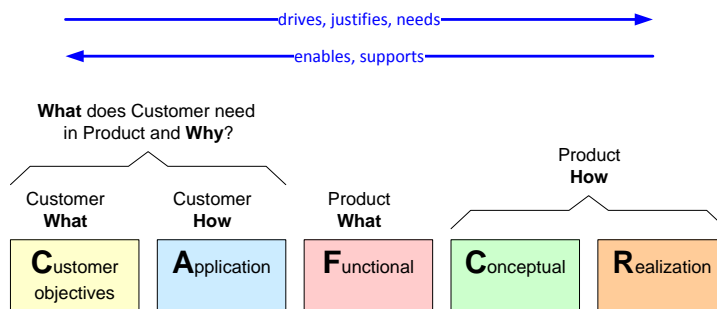 drives, justifies, needs
enables, supports
What does Customer need
in Product and Why?
Product
How
Customer
What
Customer
How
Product
What
Customer
objectives
Application
Functional
Conceptual
Realization